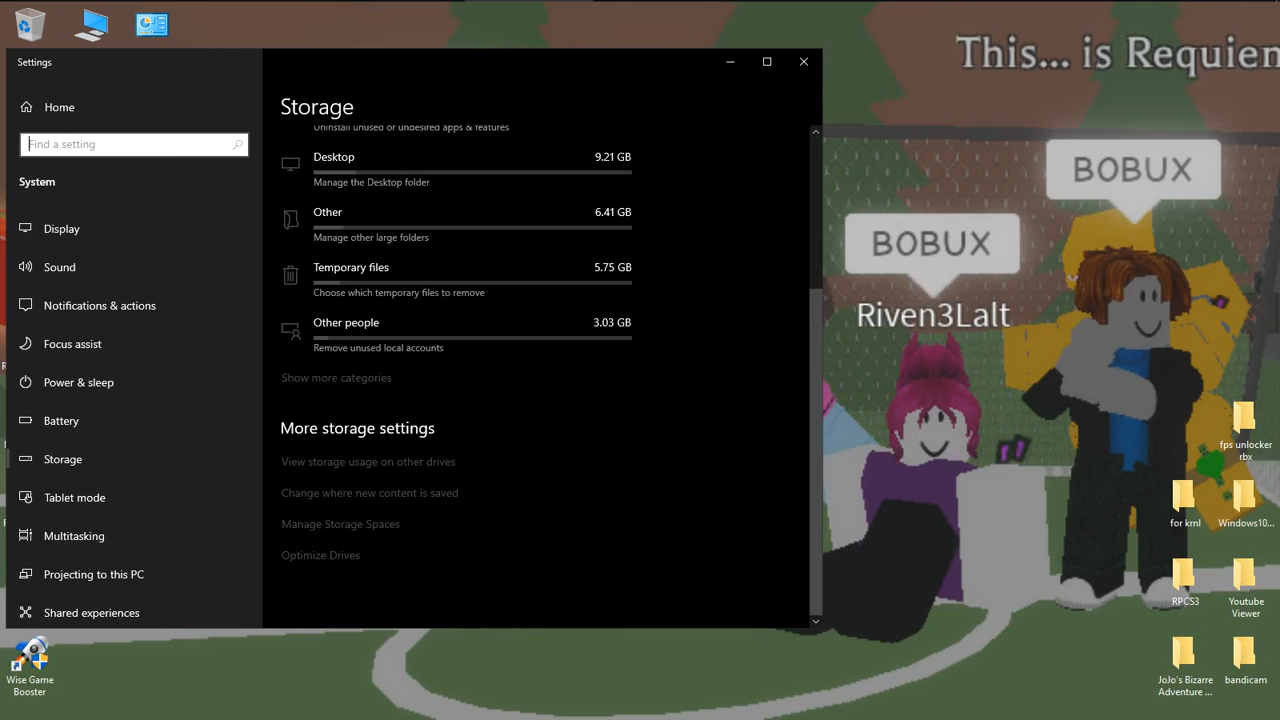 This... is Requien
Settings
Home
Find a setting
System
Display
Sound
Notifications & actions
Focus assist
Power & sleep
Battery
Storage
Tablet mode
Multitasking
Projecting to this PC
Shared experiences
Storage
Uninstall unused or undesired apps & features
Desktop 9.21 GB
Manage the Desktop folder
Other 6.41 GB
Manage other large folders
Temporary files 5.75 GB
Choose which temporary files to remove
Other people 3.03 GB
Remove unused local accounts
Show more categories
More storage settings
View storage usage on other drives
Change where new content is saved
Manage Storage Spaces
Optimize Drives
BOBUX
BOBUX
Riven3Lalt
fps unlocker
rbx
for krnl
Windows10...
RPCS3
Youtube
Viewer
JoJo's Bizarre
Adventure ...
bandicam
Wise Game
Booster